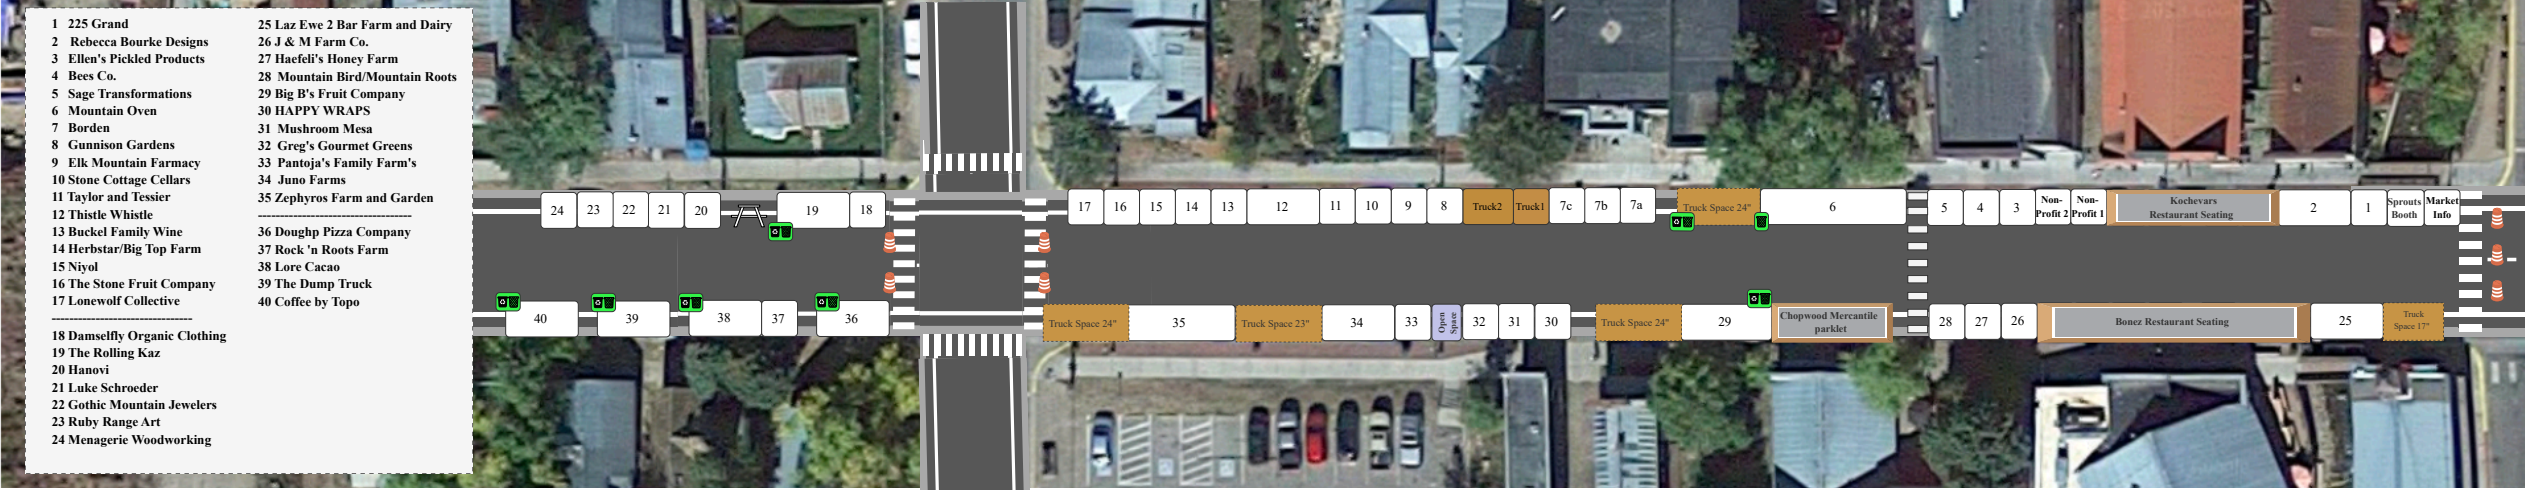 1 225 Grand
2 Rebecca Bourke Designs
3 Ellen's Pickled Products
4 Bees Co.
5 Sage Transformations
6 Mountain Oven
7 Borden
8 Gunnison Gardens
9 Elk Mountain Farmacy
10 Stone Cottage Cellars
11 Taylor and Tessier
12 Thistle Whistle
13 Buckel Family Wine
14 Herbstar/Big Top Farm
15 Niyol
16 The Stone Fruit Company
17 Lonewolf Collective
--------------------------------
18 Damselfly Organic Clothing
19 The Rolling Kaz
20 Hanovi
21 Luke Schroeder
22 Gothic Mountain Jewelers
23 Ruby Range Art
24 Menagerie Woodworking
25 Laz Ewe 2 Bar Farm and Dairy
26 J & M Farm Co.
27 Haefeli's Honey Farm
28 Mountain Bird/Mountain Roots
29 Big B's Fruit Company
30 HAPPY WRAPS
31 Mushroom Mesa
32 Greg's Gourmet Greens
33 Pantoja's Family Farm's
34 Juno Farms
35 Zephyros Farm and Garden
-----------------------------------
36 Doughp Pizza Company
37 Rock 'n Roots Farm
38 Lore Cacao
39 The Dump Truck
40 Coffee by Topo
24 23 22 21 20 19 18
17 16 15 14 13 12 11 10 9 8 Truck2 Truck1 7c 7b 7a
Truck Space 24"
6
5 4 3
Non-
Profit 2
Non-
Profit 1
Kochevars
Restaurant Seating
2 1
Sprouts
Booth
Market
Info
40 39 38 37 36
Truck Space 24"
35
Truck Space 23"
34 33
Open
Space
32 31 30
Truck Space 24"
29
Chopwood Mercantile
parklet
28 27 26
Bonez Restaurant Seating
25
Truck
Space 17"